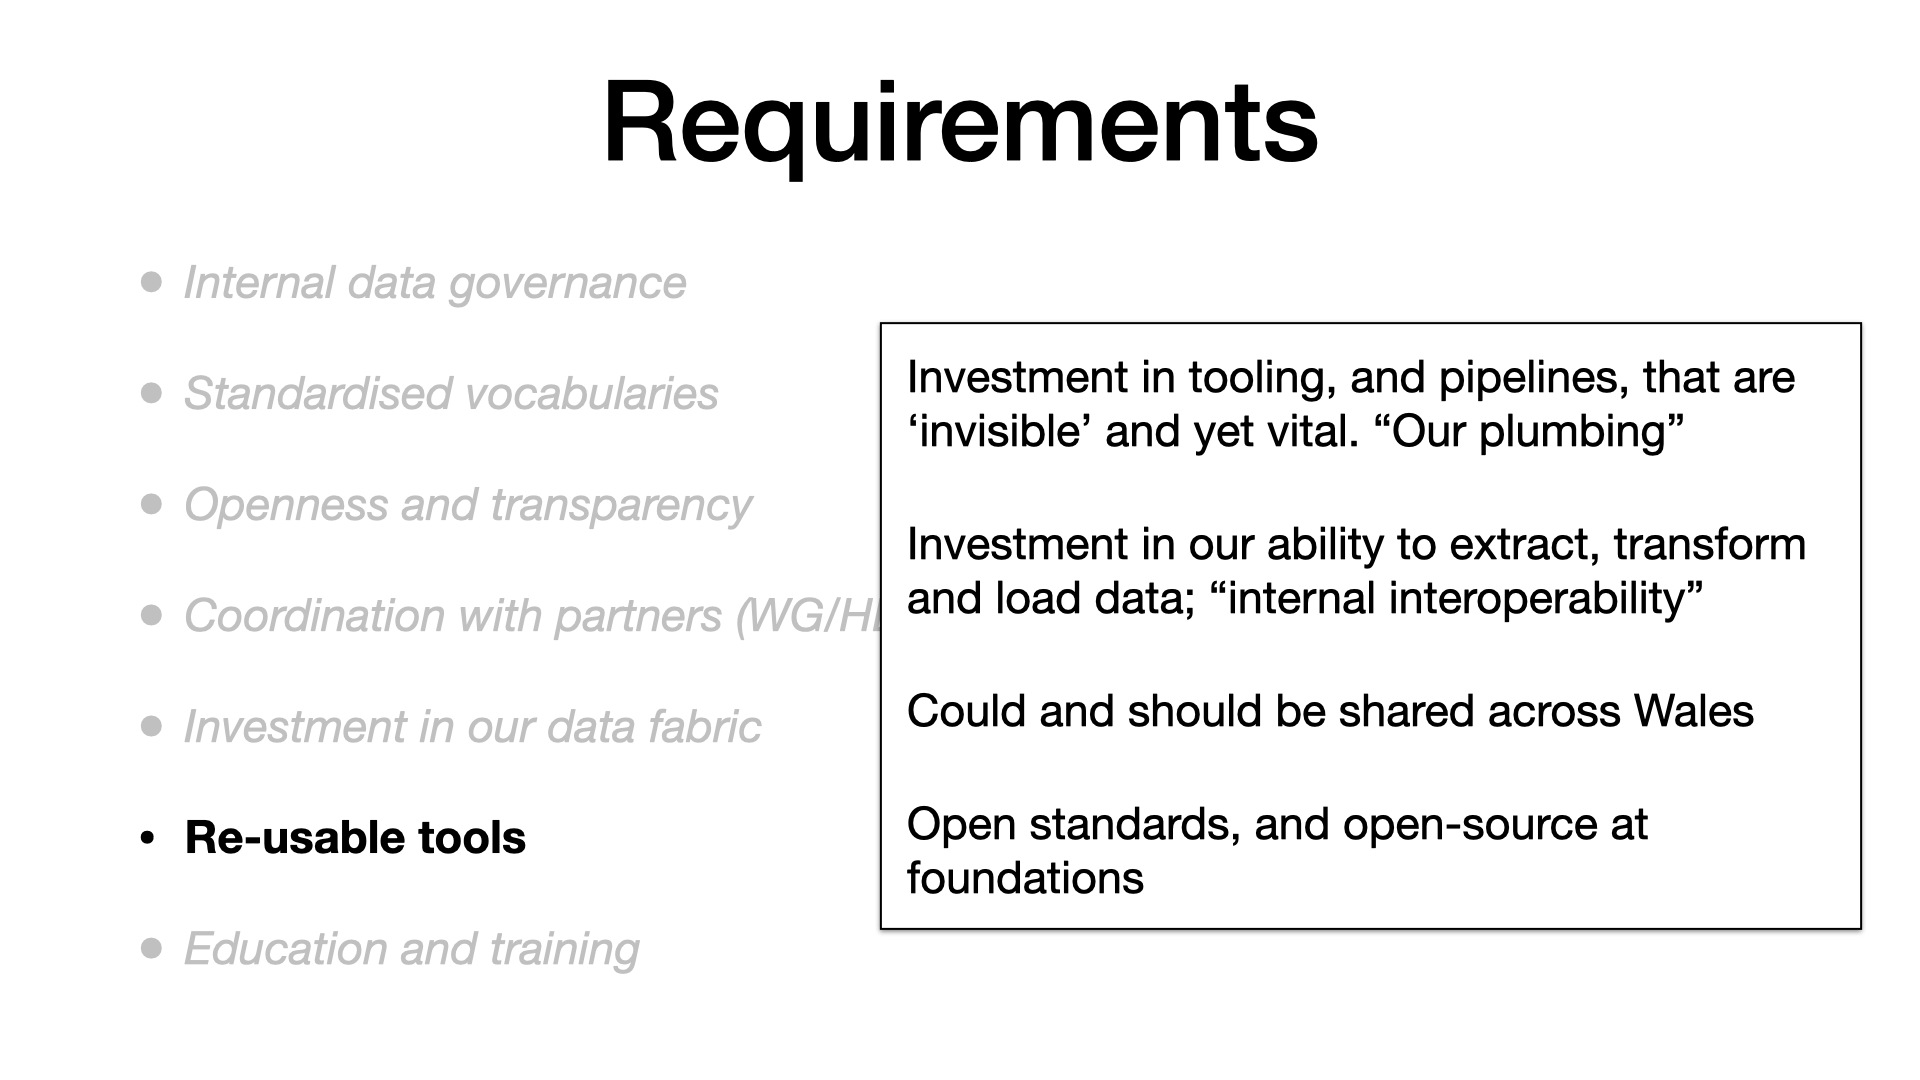 Requirements
• Internal data governance
• Standardised vocabularies
• Openness and transparency
• Coordination with partners
• Investment in our data fabric
• Re-usable tools
• Education and training
Investment in tooling, and pipelines, that are
‘invisible’ and yet vital. “Our plumbing”
Investment in our ability to extract, transform
and load data; “internal interoperability”
Could and should be shared across Wales
Open standards, and open-source at
foundations